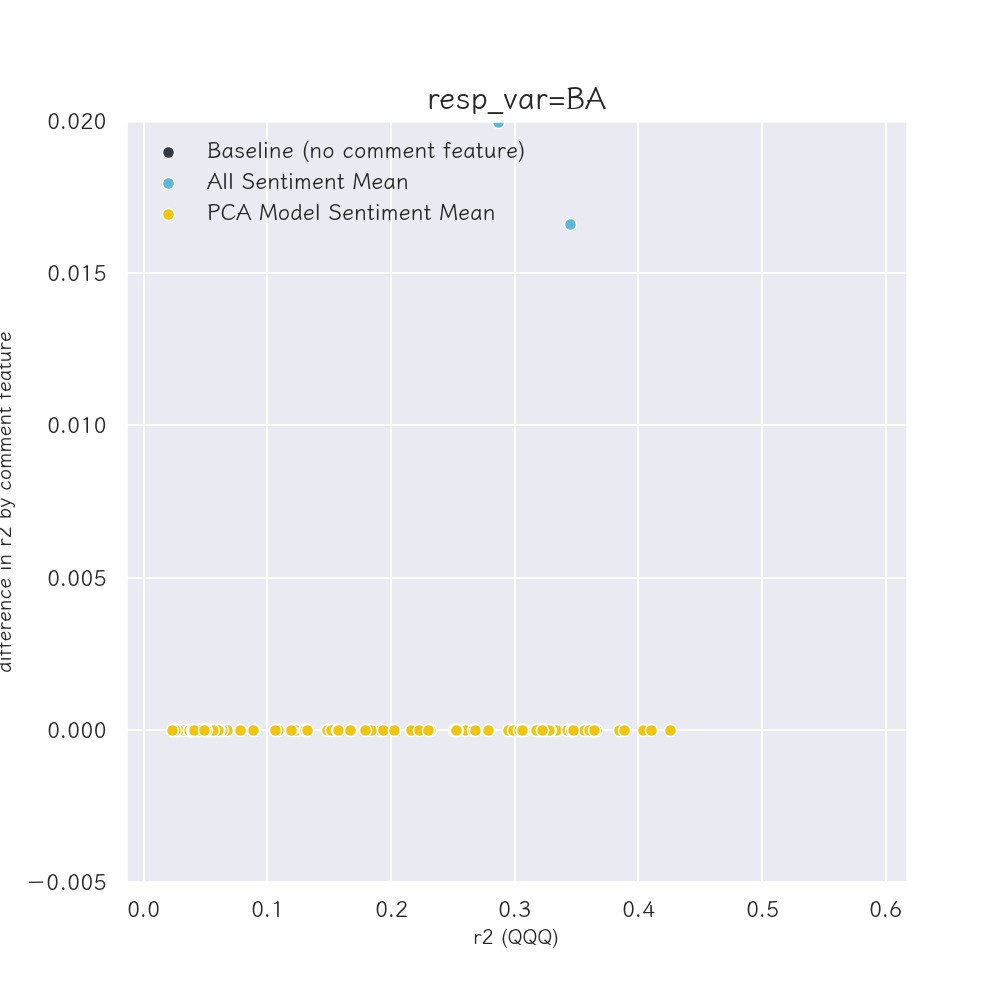 resp_var=BA
0.020
Baseline (no comment feature)
All Sentiment Mean
PCA Model Sentiment Mean
0.015
0.010
0.005
0.000
−0.005
difference in r2 by comment feature
0.0 0.1 0.2 0.3 0.4 0.5 0.6
r2 (QQQ)